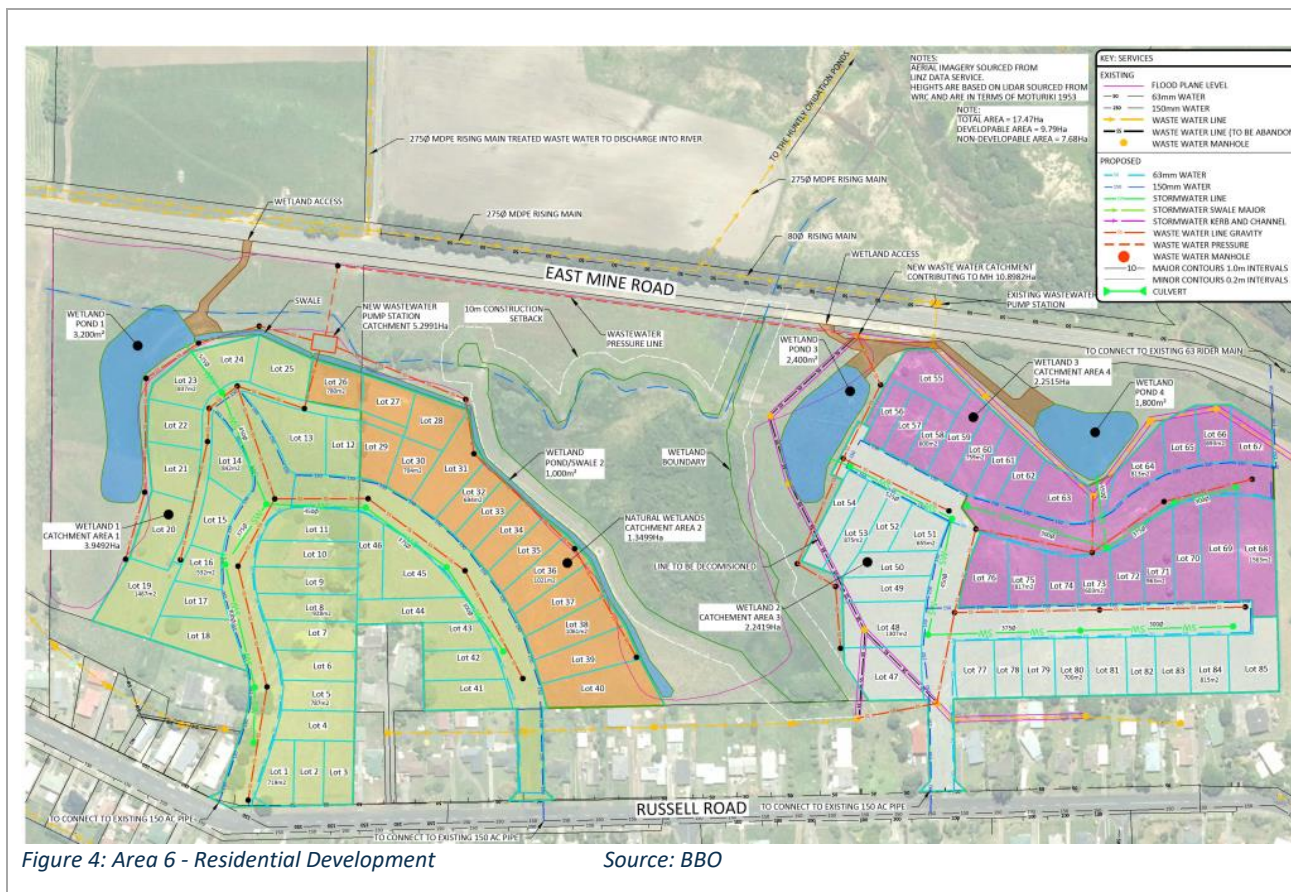 NOTES:
AERIAL IMAGERY SOURCED FROM
LINZ DATA SERVICE.
HEIGHTS ARE BASED ON LIDAR SOURCED FROM
WRC AND ARE IN TERMS OF MOTURIKI 1953
NOTE:
TOTAL AREA = 17.47Ha
DEVELOPABLE AREA = 9.79Ha
NON-DEVELOPABLE AREA = 7.68Ha
KEY: SERVICES
EXISTING
FLOOD PLANE LEVEL
63mm WATER
150mm WATER
WASTE WATER LINE
WASTE WATER LINE (TO BE ABANDON
WASTE WATER MANHOLE
PROPOSED
63mm WATER
150mm WATER
STORMWATER LINE
STORMWATER SWALE MAJOR
STORMWATER KERB AND CHANNEL
WASTE WATER LINE GRAVITY
WASTE WATER PRESSURE
WASTE WATER MANHOLE
MAJOR CONTOURS 1.0m INTERVALS
MINOR CONTOURS 0.2m INTERVALS
CULVERT
275Ø MDPE RISING MAIN TREATED WASTE WATER TO DISCHARGE INTO RIVER
TO THE HUNTLY OXIDATION PONDS
275Ø MDPE RISING MAIN
WETLAND ACCESS
275Ø MDPE RISING MAIN
80Ø RISING MAIN
WETLAND ACCESS
NEW WASTE WATER CATCHMENT
CONTRIBUTING TO MH 10.8982Ha
EAST MINE ROAD
EXISTING WASTEWATER
PUMP STATION
SWALE
WETLAND
POND 1
3,200m²
NEW WASTEWATER
PUMP STATION
CATCHMENT 5.2991Ha
10m CONSTRUCTION
SETBACK
WASTEWATER
PRESSURE LINE
WETLAND
POND 3
2,400m²
WETLAND 3
CATCHMENT AREA 4
2.2515Ha
TO CONNECT TO EXISTING 63 RIDER MAIN
WETLAND
POND 4
1,800m²
Lot 24
Lot 25
Lot 23
Lot 26
Lot 27
Lot 28
Lot 22
Lot 13
Lot 12
Lot 29
Lot 30
Lot 31
Lot 21
Lot 14
Lot 20
Lot 15
Lot 11
Lot 46
Lot 32
Lot 33
Lot 34
Lot 35
Lot 36
1021m2
WETLAND
POND/SWALE 2
1,000m²
WETLAND
BOUNDARY
NATURAL WETLANDS
CATCHMENT AREA 2
1.3499Ha
WETLAND 1
CATCHMENT AREA 1
3.9492Ha
Lot 19
Lot 16
Lot 17
Lot 18
Lot 10
Lot 9
Lot 8
Lot 7
Lot 6
Lot 5
Lot 4
Lot 1
Lot 2
Lot 3
Lot 45
Lot 44
Lot 43
Lot 42
Lot 41
Lot 37
Lot 38
Lot 39
Lot 40
LINE TO BE DECOMISIONED
WETLAND 2
CATCHEMENT AREA 3
2.2419Ha
Lot 55
Lot 56
Lot 57
Lot 58
Lot 59
Lot 60
Lot 61
Lot 62
Lot 63
Lot 64
Lot 65
Lot 66
Lot 67
Lot 54
Lot 53
Lot 52
Lot 51
Lot 50
Lot 49
Lot 48
Lot 47
Lot 76
Lot 75
Lot 74
Lot 73
Lot 72
Lot 71
Lot 70
Lot 69
Lot 68
Lot 77
Lot 78
Lot 79
Lot 80
Lot 81
Lot 82
Lot 83
Lot 84
815m2
Lot 85
RUSSELL ROAD
TO CONNECT TO EXISTING 150 AC PIPE
TO CONNECT TO EXISTING 150 AC PIPE
TO CONNECT TO EXISTING 150 AC PIPE
Figure 4: Area 6 - Residential Development Source: BBO